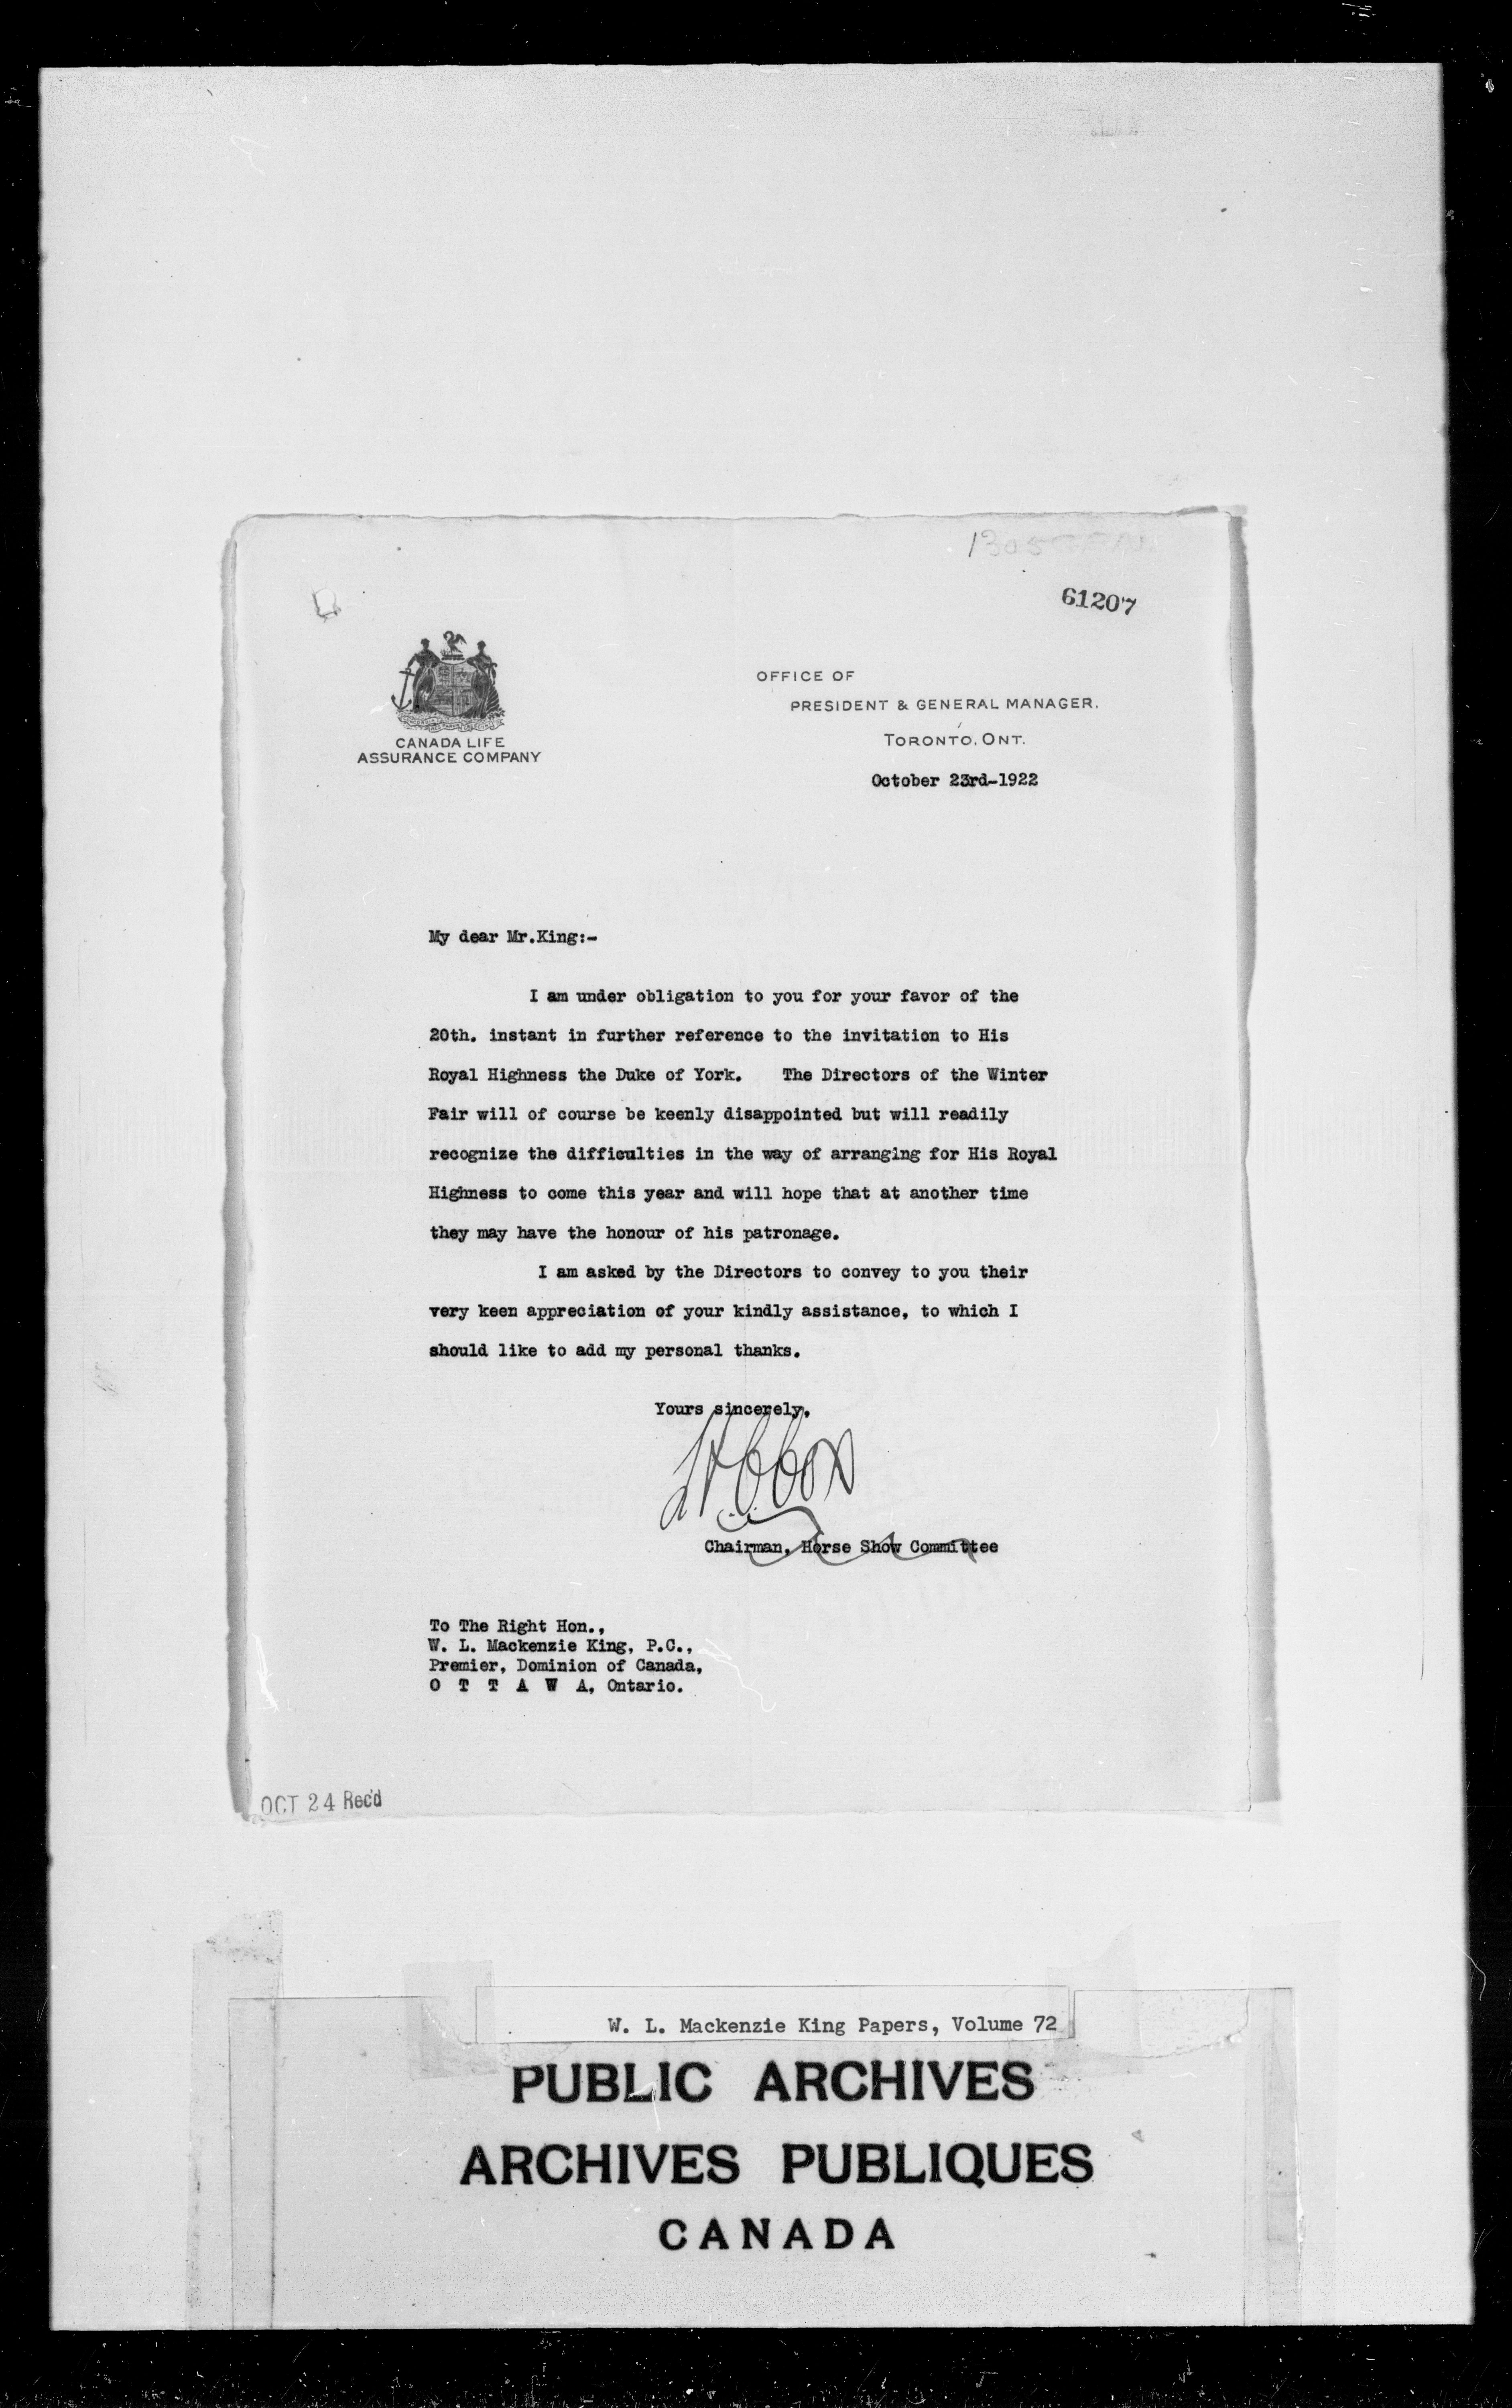 61207
CANADA LIFE
ASSURANCE COMPANY
OFFICE OF
PRESIDENT & GENERAL MANAGER.
TORONTO, ONT.
October 23rd-1922
My dear Mr.King:-
I am under obligation to you for your favor of the
20th. instant in further reference to the invitation to His
Royal Highness the Duke of York. The Directors of the Winter
Fair will of course be keenly disappointed but will readily
recognize the difficulties in the way of arranging for His Royal
Highness to come this year and will hope that at another time
they may have the honour of his patronage.
I am asked by the Directors to convey to you their
very keen appreciation of your kindly assistance, to which I
should like to add my personal thanks.
Yours sincerely,
Chairman, Horse Show Committee
To The Right Hon.,
W. L. Mackenzie King, P.C.,
Premier, Dominion of Canada,
O T T A W A, Ontario.
OCT 24 Rec'd
W. L. Mackenzie King Papers, Volume 72
PUBLIC ARCHIVES
ARCHIVES PUBLIQUES
CANADA